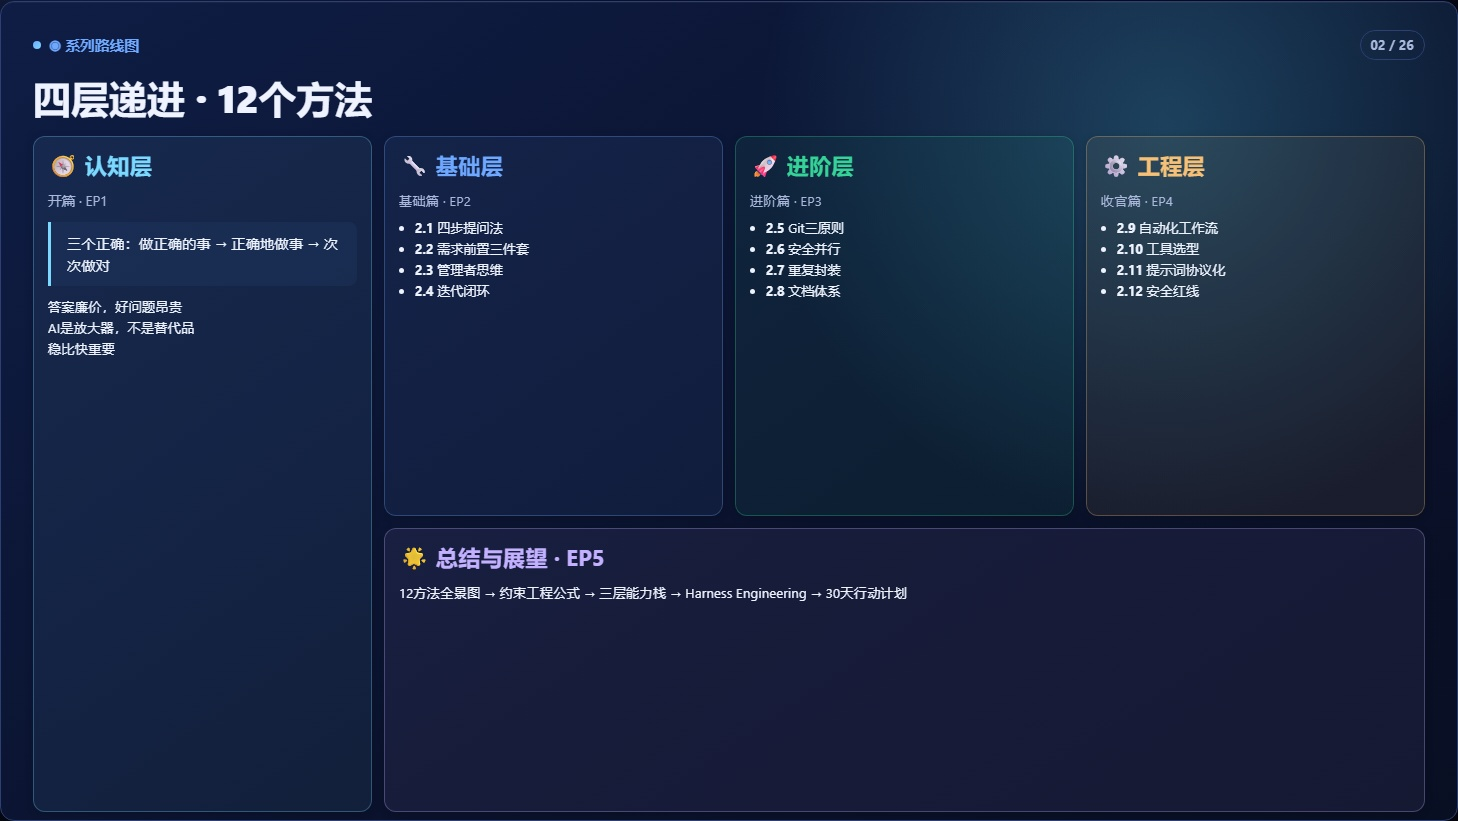 系列路线图
02 / 26
四层递进 · 12个方法
认知层
开篇 · EP1
三个正确：做正确的事 → 正确地做事 → 次
次做对
答案廉价，好问题昂贵
AI是放大器，不是替代品
稳比快重要
基础层
基础篇 · EP2
2.1 四步提问法
2.2 需求前置三件套
2.3 管理者思维
2.4 迭代闭环
进阶层
进阶篇 · EP3
2.5 Git三原则
2.6 安全并行
2.7 重复封装
2.8 文档体系
工程层
收官篇 · EP4
2.9 自动化工作流
2.10 工具选型
2.11 提示词协议化
2.12 安全红线
总结与展望 · EP5
12方法全景图 → 约束工程公式 → 三层能力栈 → Harness Engineering → 30天行动计划